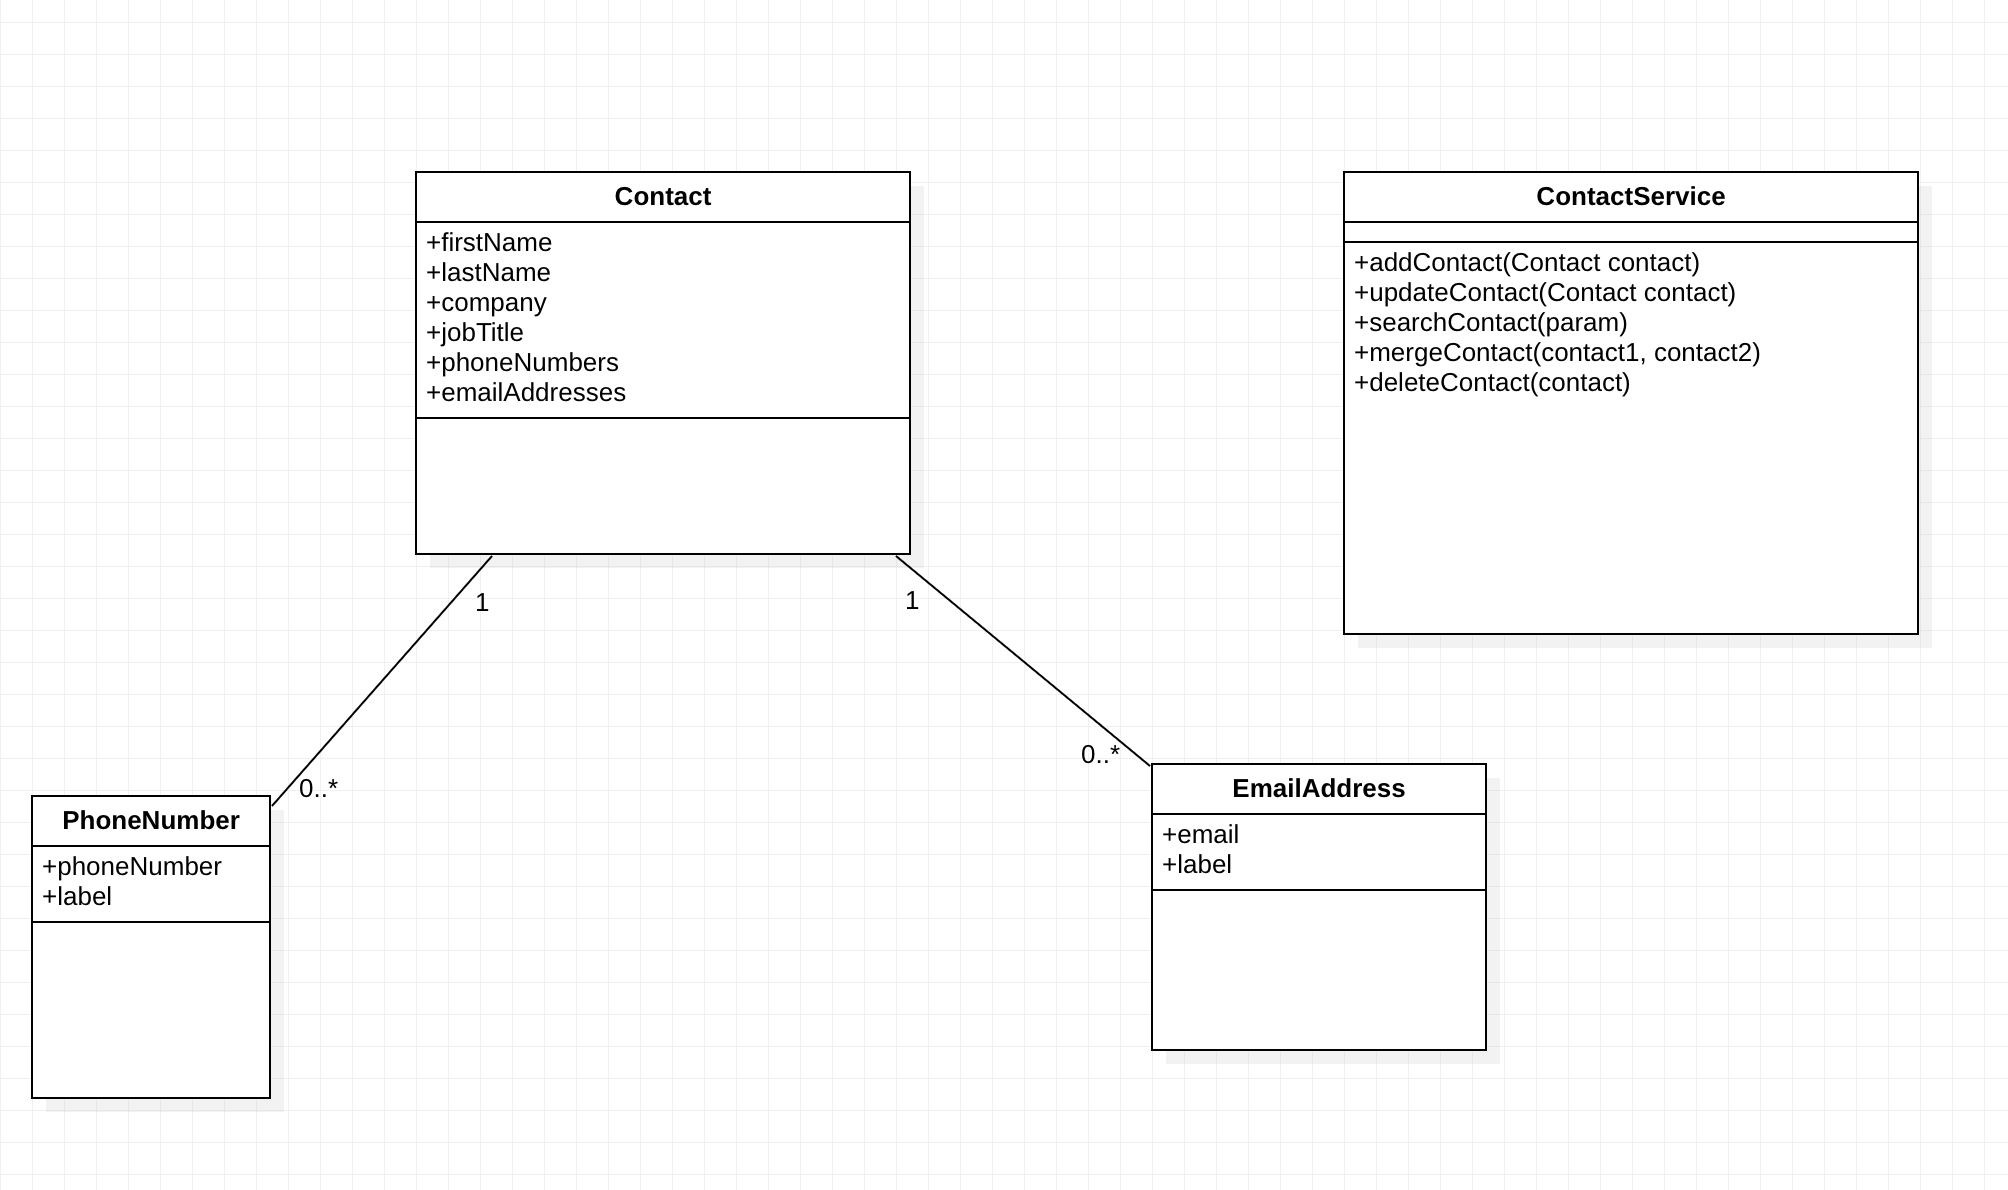 Contact
+firstName
+lastName
+company
+jobTitle
+phoneNumbers
+emailAddresses
ContactService
+addContact(Contact contact)
+updateContact(Contact contact)
+searchContact(param)
+mergeContact(contact1, contact2)
+deleteContact(contact)
1
1
0..*
0..*
PhoneNumber
+phoneNumber
+label
EmailAddress
+email
+label